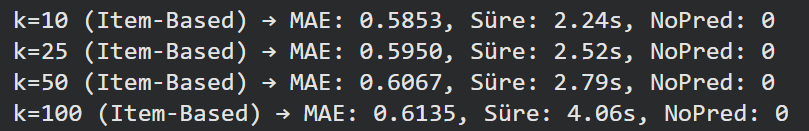 k=10 (Item-Based) → MAE: 0.5853, Süre: 2.24s, NoPred: 0
k=25 (Item-Based) → MAE: 0.5950, Süre: 2.52s, NoPred: 0
k=50 (Item-Based) → MAE: 0.6067, Süre: 2.79s, NoPred: 0
k=100 (Item-Based) → MAE: 0.6135, Süre: 4.06s, NoPred: 0